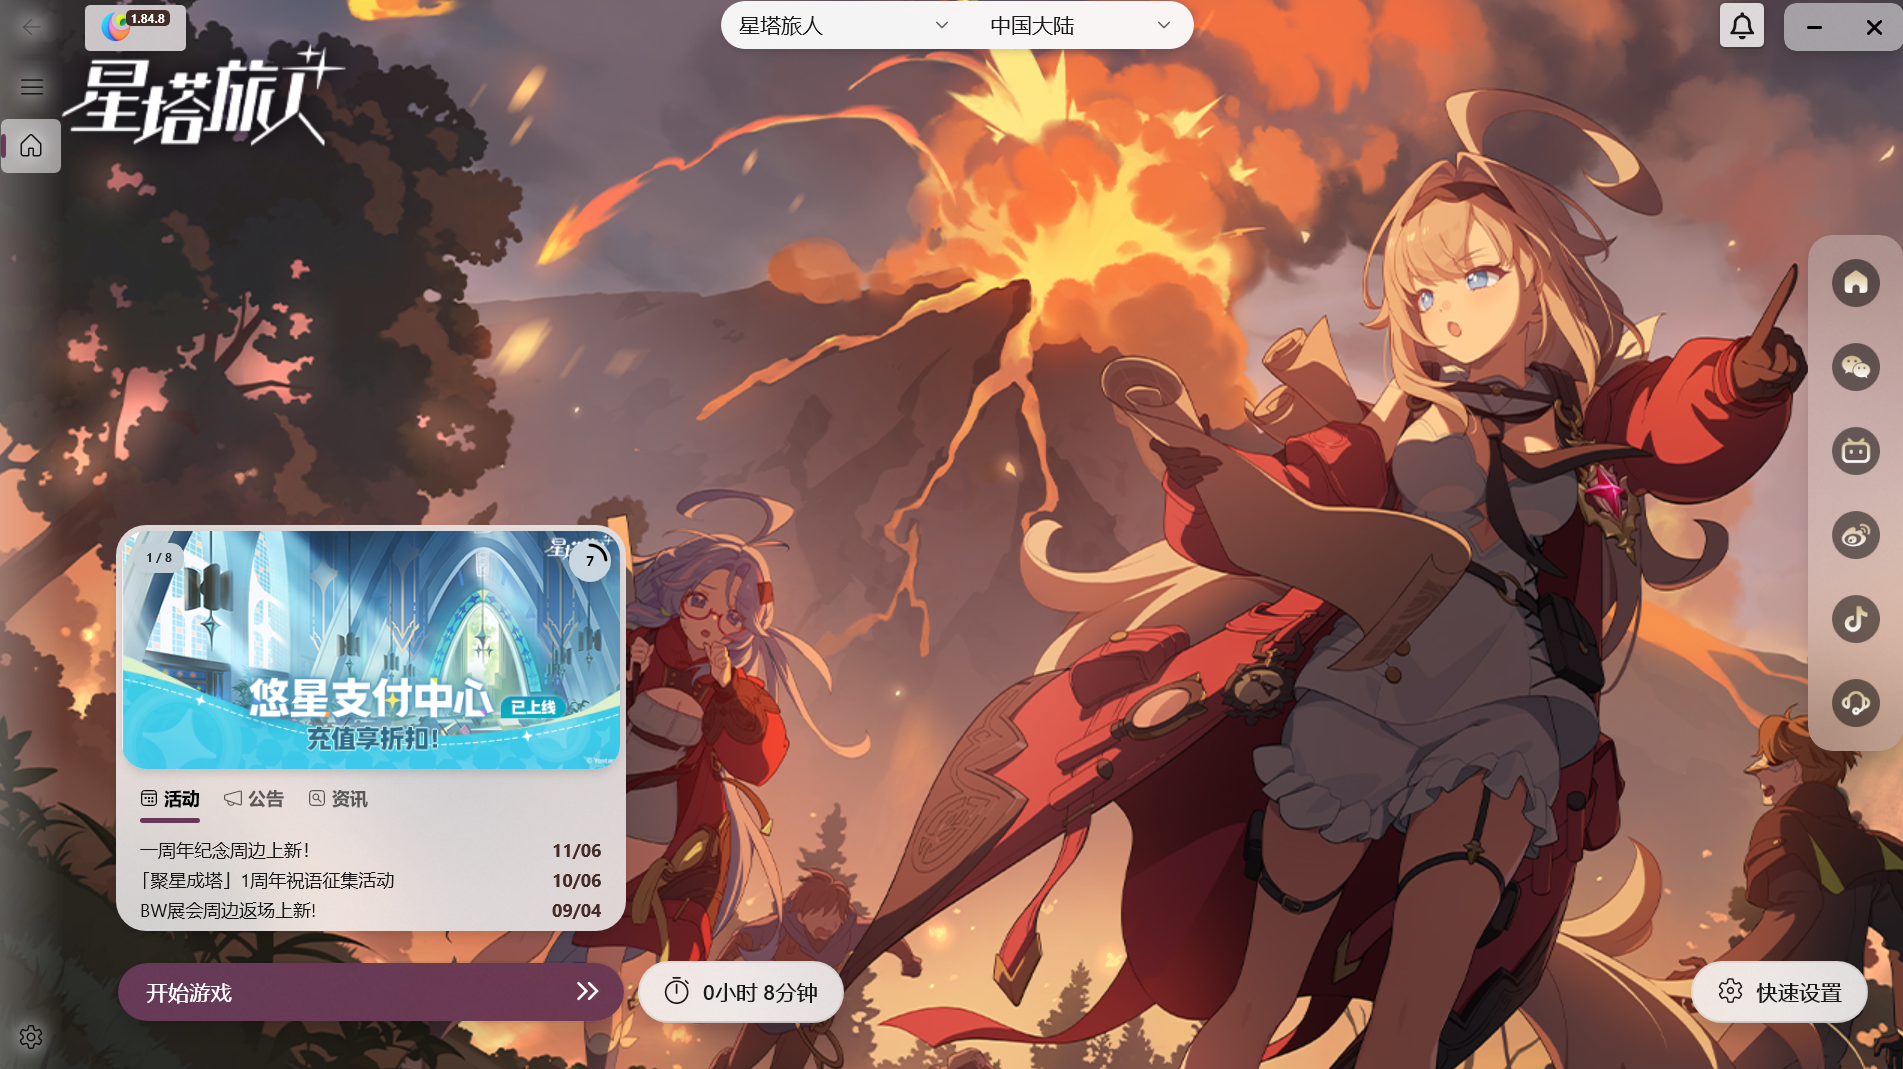 1.84.8
星塔旅人
中国大陆
星塔旅人
1 / 8
星塔
7
悠星支付中心
已上线
充值享折扣!
活动
公告
资讯
一周年纪念周边上新!
11/06
「聚星成塔」1周年祝语征集活动
10/06
BW展会周边返场上新!
09/04
开始游戏
0小时 8分钟
快速设置